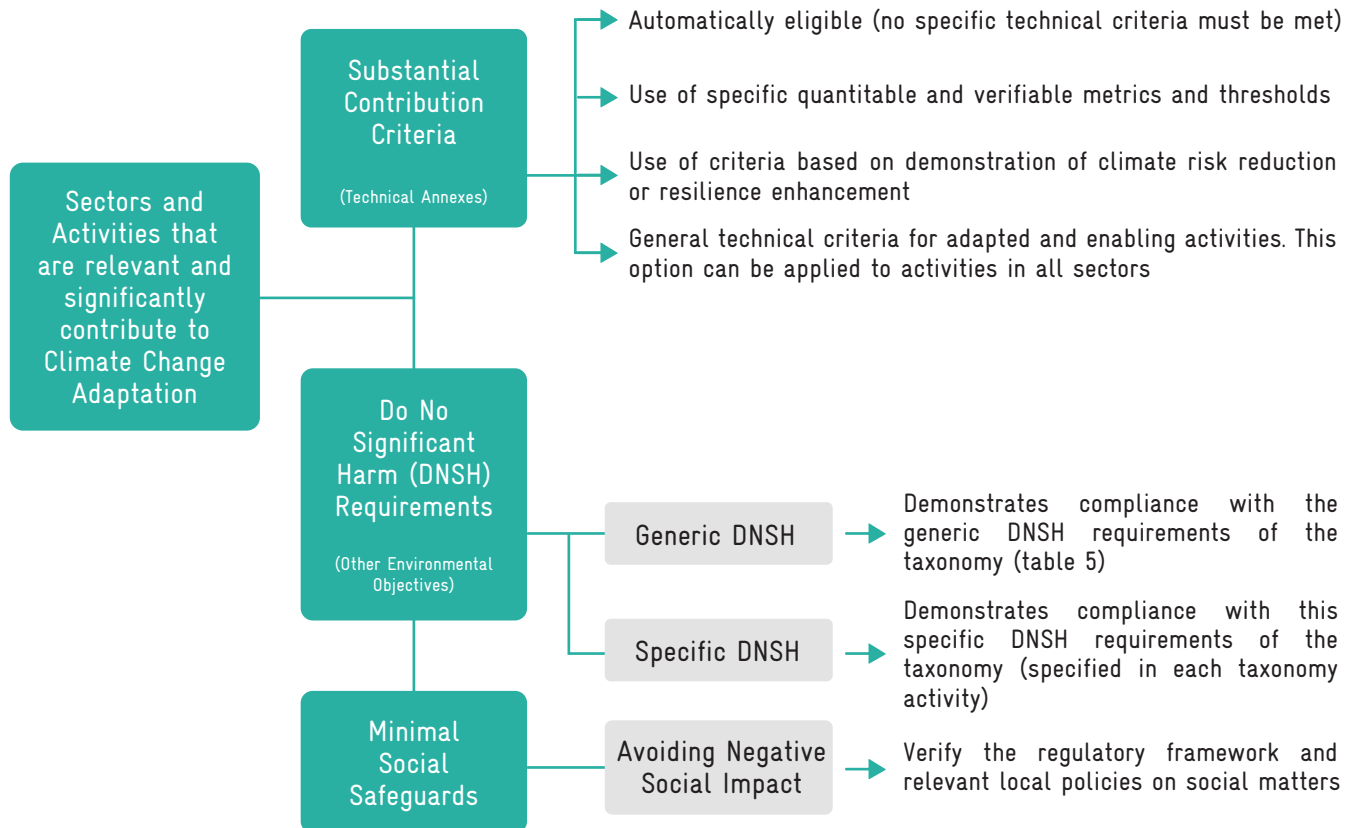 Sectors and
Activities that
are relevant and
significantly
contribute to
Climate Change
Adaptation
Substantial
Contribution
Criteria
(Technical Annexes)
Automatically eligible (no specific technical criteria must be met)
Use of specific quantitable and verifiable metrics and thresholds
Use of criteria based on demonstration of climate risk reduction
or resilience enhancement
General technical criteria for adapted and enabling activities. This
option can be applied to activities in all sectors
Do No
Significant
Harm (DNSH)
Requirements
(Other Environmental
Objectives)
Generic DNSH
Demonstrates compliance with the
generic DNSH requirements of the
taxonomy (table 5)
Specific DNSH
Demonstrates compliance with this
specific DNSH requirements of the
taxonomy (specified in each taxonomy
activity)
Minimal
Social
Safeguards
Avoiding Negative
Social Impact
Verify the regulatory framework and
relevant local policies on social matters